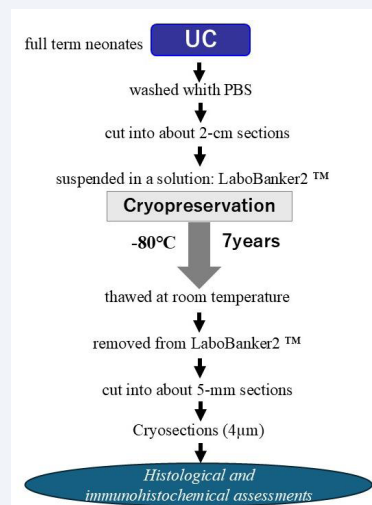 full term neonates UC
washed whith PBS
cut into about 2-cm sections
suspended in a solution: LaboBanker2 ™
Cryopreservation
-80°C 7years
thawed at room temperature
removed from LaboBanker2 ™
cut into about 5-mm sections
Cryosections (4μm)
Histological and
immunohistochemical assessments